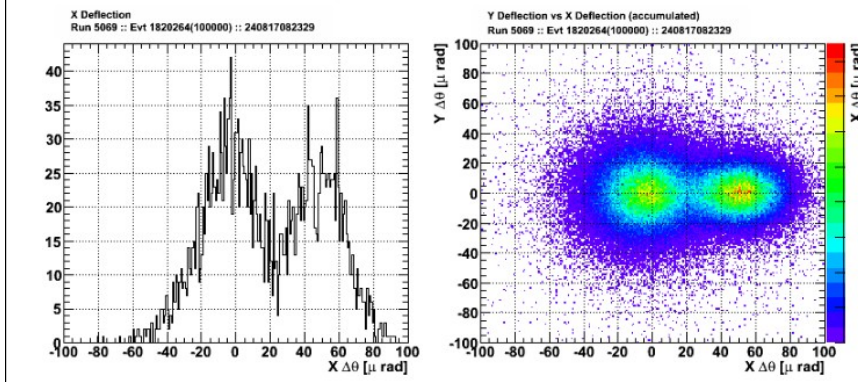 X Deflection
Run 5069 :: Evt 1820264(100000) :: 240817082329
40
35
30
25
20
15
10
5
0
-100 -80 -60 -40 -20 0 20 40 60 80 100
X Δθ [μ rad]
Y Deflection vs X Deflection (accumulated)
Run 5069 :: Evt 1820264(100000) :: 240817082329
Y Δθ [μ rad]
100
80
60
40
20
0
-20
-40
-60
-80
-100
-100 -80 -60 -40 -20 0 20 40 60 80 100
X Δθ [μ rad]
X Δθ [μ rad]